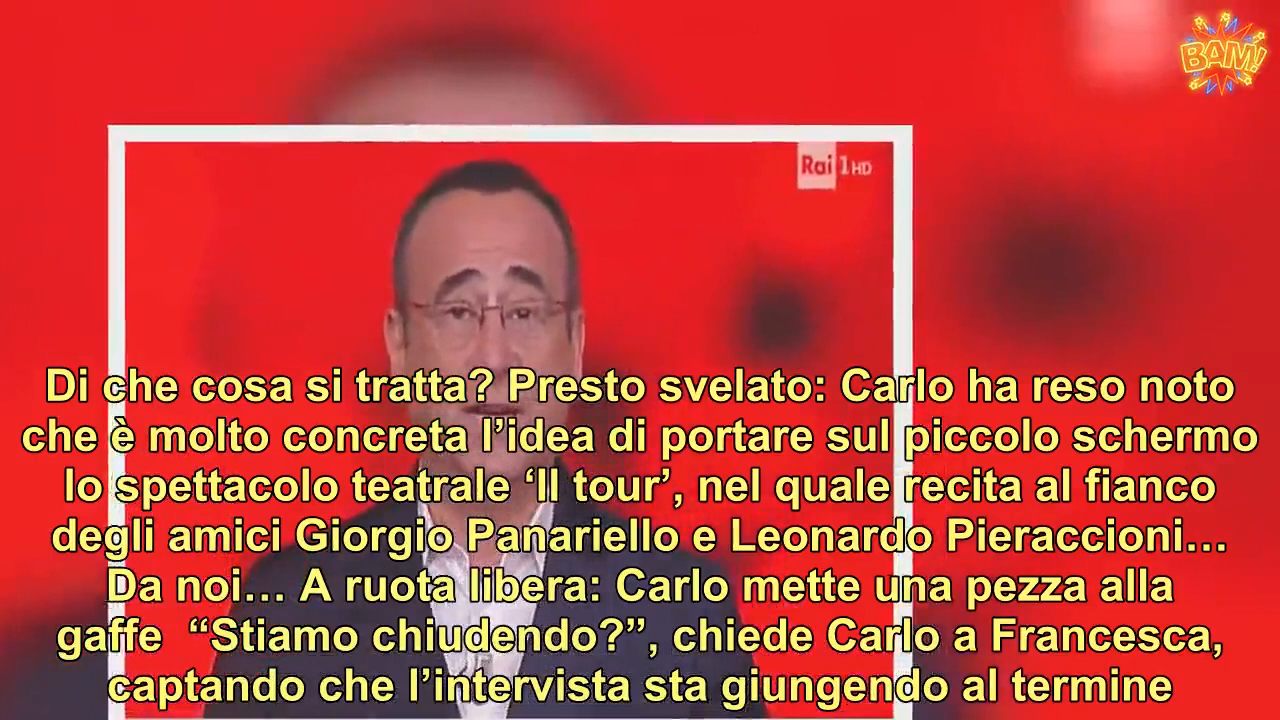 BAM!
Rai 1 HD
Di che cosa si tratta? Presto svelato: Carlo ha reso noto
che è molto concreta l’idea di portare sul piccolo schermo
lo spettacolo teatrale ‘Il tour’, nel quale recita al fianco
degli amici Giorgio Panariello e Leonardo Pieraccioni…
Da noi… A ruota libera: Carlo mette una pezza alla
gaffe  “Stiamo chiudendo?”, chiede Carlo a Francesca,
captando che l’intervista sta giungendo al termine